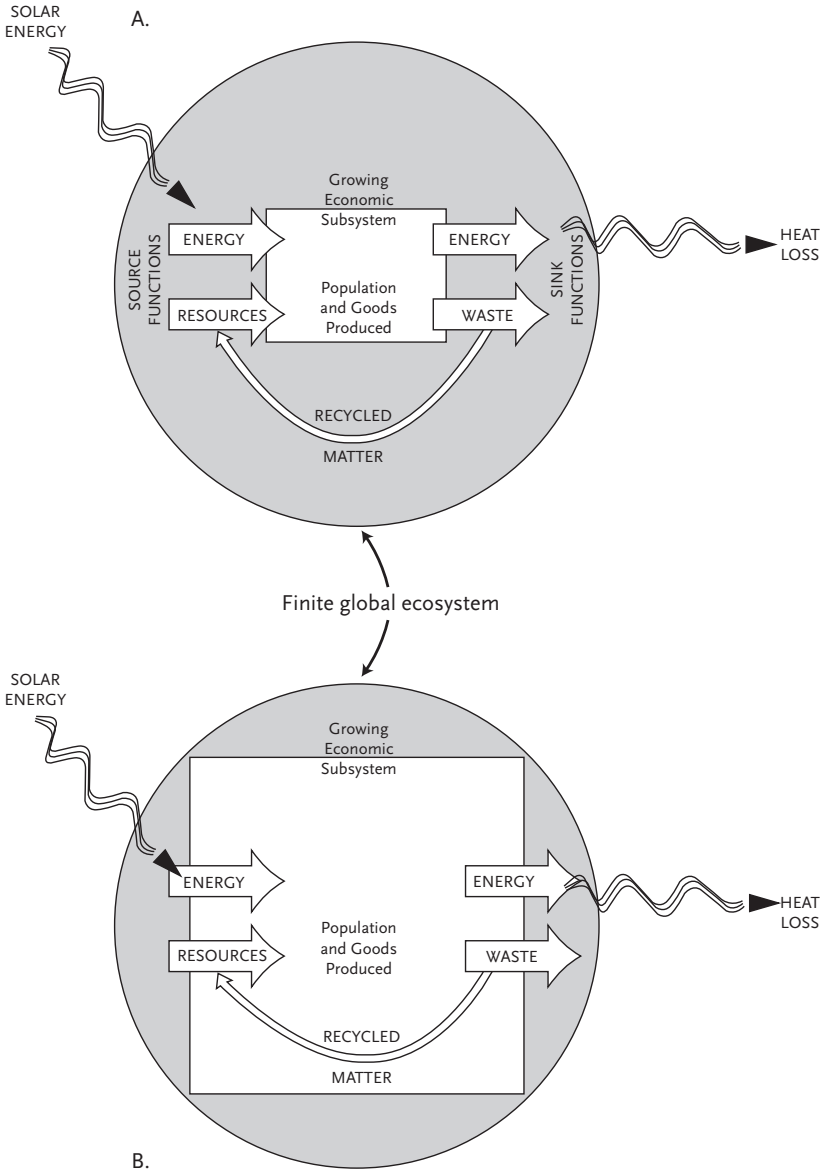 SOLAR
ENERGY
A.
Growing
Economic
Subsystem
SOURCE
FUNCTIONS
ENERGY
ENERGY
SINK
FUNCTIONS
HEAT
LOSS
RESOURCES
Population
and Goods
Produced
WASTE
RECYCLED
MATTER
Finite global ecosystem
SOLAR
ENERGY
Growing
Economic
Subsystem
ENERGY
ENERGY
HEAT
LOSS
RESOURCES
Population
and Goods
Produced
WASTE
RECYCLED
MATTER
B.